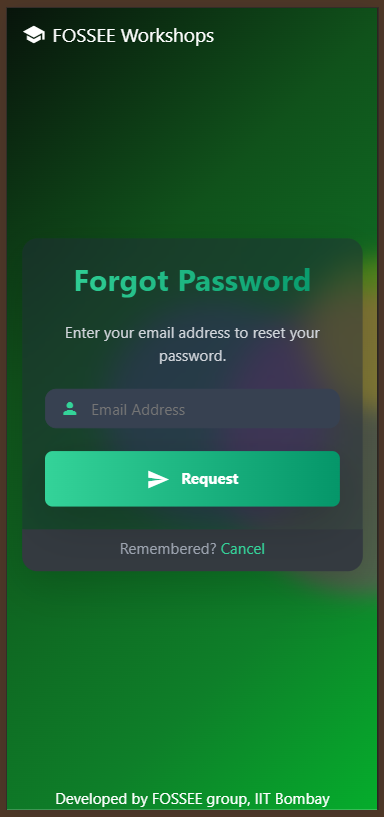 FOSSEE Workshops
Forgot Password
Enter your email address to reset your
password.
Email Address
Request
Remembered? Cancel
Developed by FOSSEE group, IIT Bombay